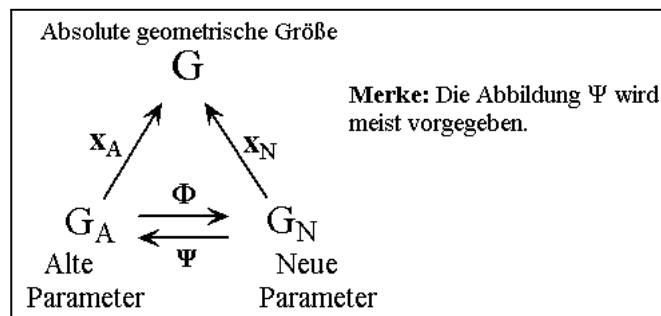 Absolute geometrische Größe
G
Merke: Die Abbildung Ψ wird
meist vorgegeben.
x_A x_N
Φ
G_A G_N
Ψ
Alte Neue
Parameter Parameter